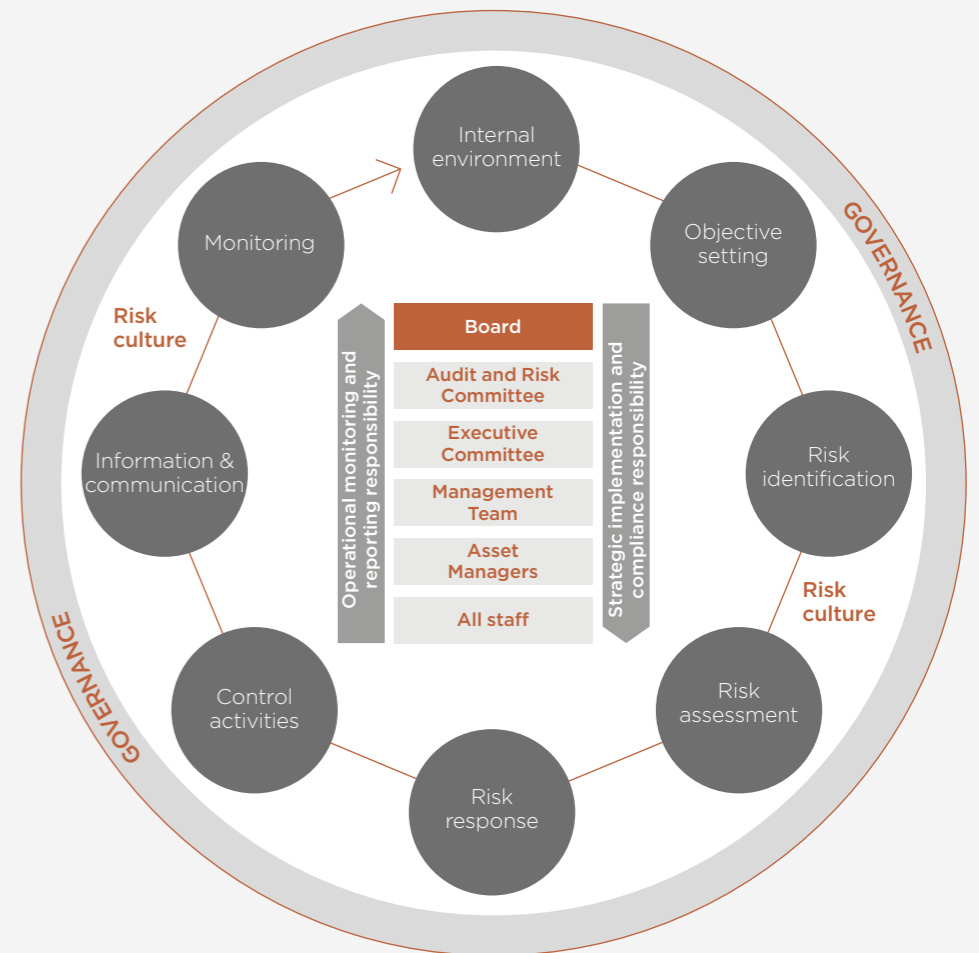 Internal
environment
Objective
setting
GOVERNANCE
Risk
identification
Risk
culture
Risk
assessment
Risk
response
Control
activities
GOVERNANCE
Information &
communication
Risk
culture
Monitoring
Operational monitoring and
reporting responsibility
Board
Audit and Risk
Committee
Executive
Committee
Management
Team
Asset
Managers
All staff
Strategic implementation and
compliance responsibility